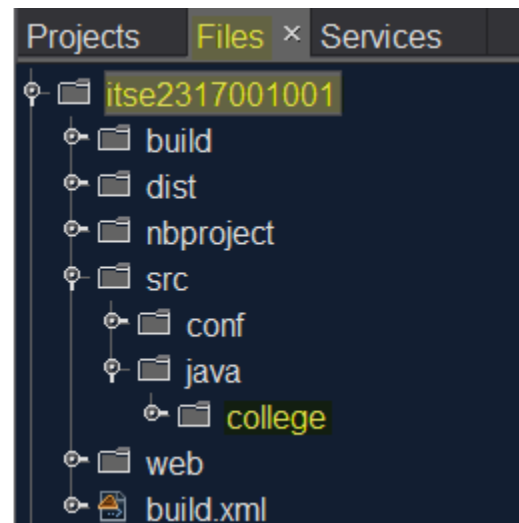 Projects Files × Services
itse2317001001
build
dist
nbproject
src
conf
java
college
web
build.xml